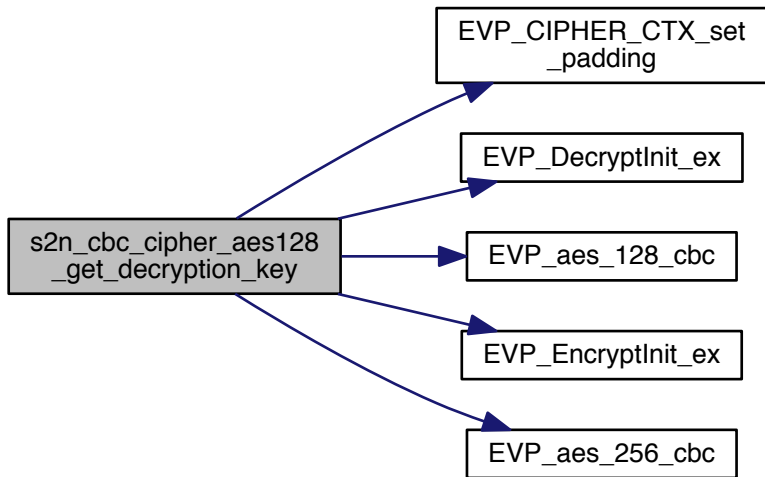 EVP_CIPHER_CTX_set
_padding
EVP_DecryptInit_ex
s2n_cbc_cipher_aes128
_get_decryption_key
EVP_aes_128_cbc
EVP_EncryptInit_ex
EVP_aes_256_cbc